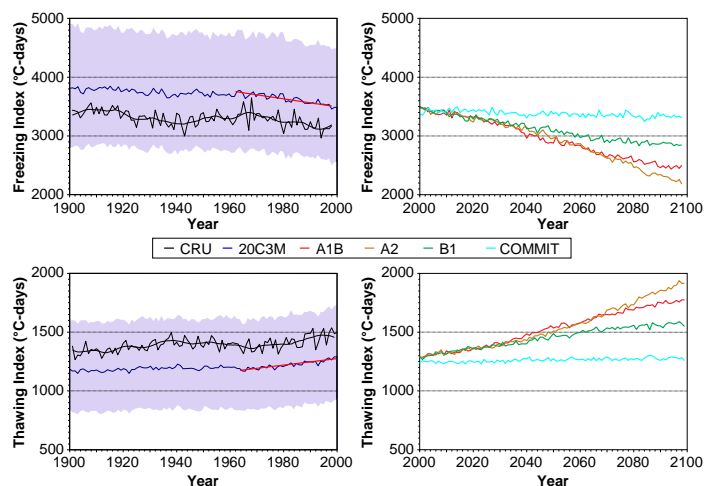 5000
4000
3000
2000
Freezing Index (°C-days)
1900 1920 1940 1960 1980 2000
Year
5000
4000
3000
2000
Freezing Index (°C-days)
2000 2020 2040 2060 2080 2100
Year
CRU 20C3M A1B A2 B1 COMMIT
2000
1500
1000
500
Thawing Index (°C-days)
1900 1920 1940 1960 1980 2000
Year
2000
1500
1000
500
Thawing Index (°C-days)
2000 2020 2040 2060 2080 2100
Year